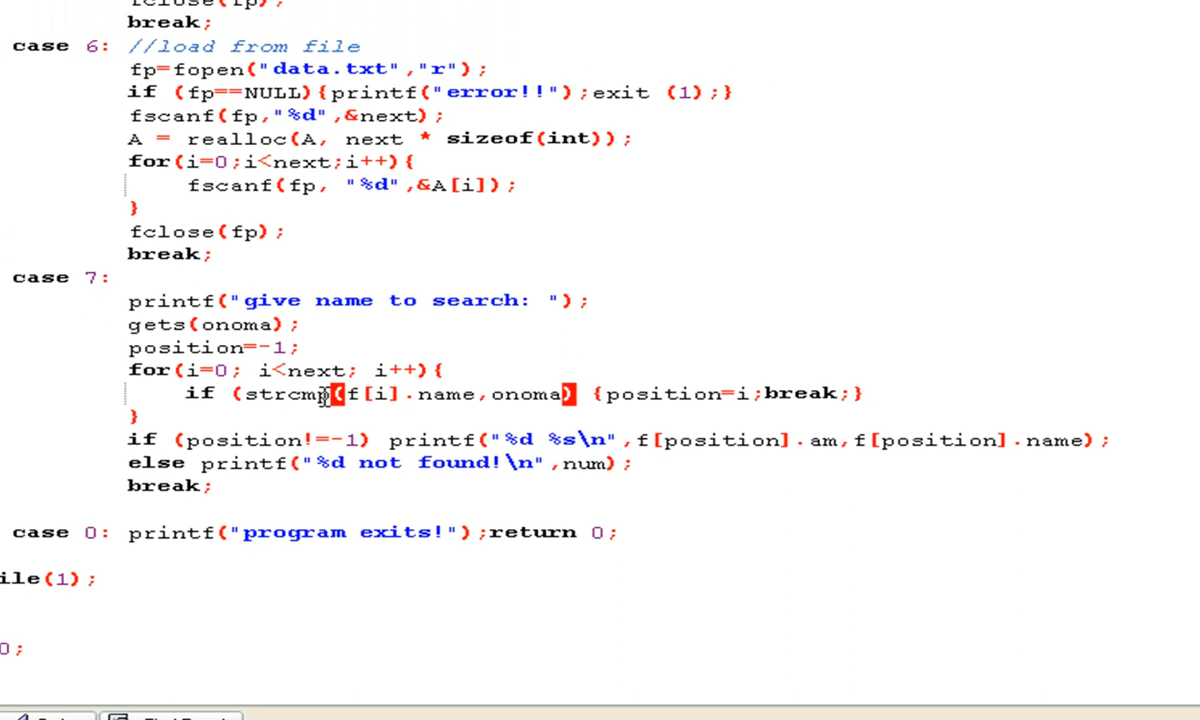 break;
case 6: //load from file
fp=fopen("data.txt","r");
if (fp==NULL){printf("error!!");exit (1);}
fscanf(fp,"%d",&next);
A = realloc(A, next * sizeof(int));
for(i=0;i<next;i++){
fscanf(fp, "%d",&A[i]);
}
fclose(fp);
break;
case 7:
printf("give name to search: ");
gets(onoma);
position=-1;
for(i=0; i<next; i++){
if (strcmp(f[i].name,onoma) {position=i;break;}
}
if (position!=-1) printf("%d %s\n",f[position].am,f[position].name);
else printf("%d not found!\n",num);
break;
case 0: printf("program exits!");return 0;
ile(1);
0;